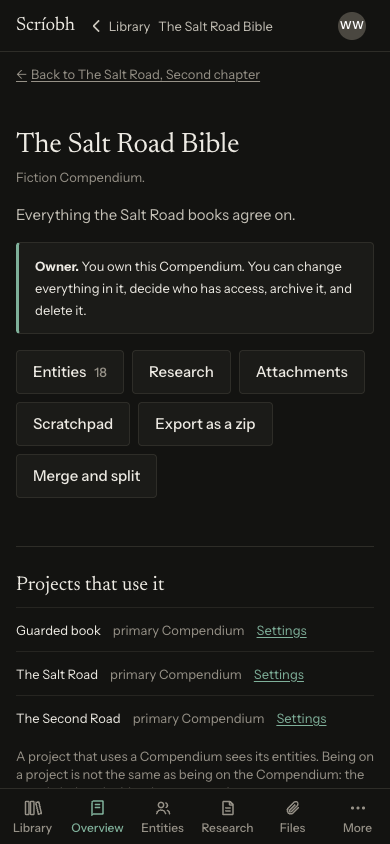 Scríobh
Library
The Salt Road Bible
WW
← Back to The Salt Road, Second chapter
The Salt Road Bible
Fiction Compendium.
Everything the Salt Road books agree on.
Owner. You own this Compendium. You can change
everything in it, decide who has access, archive it, and
delete it.
Entities 18
Research
Attachments
Scratchpad
Export as a zip
Merge and split
Projects that use it
Guarded book primary Compendium Settings
The Salt Road primary Compendium Settings
The Second Road primary Compendium Settings
A project that uses a Compendium sees its entities. Being on
a project is not the same as being on the Compendium: the
Library
Overview
Entities
Research
Files
More